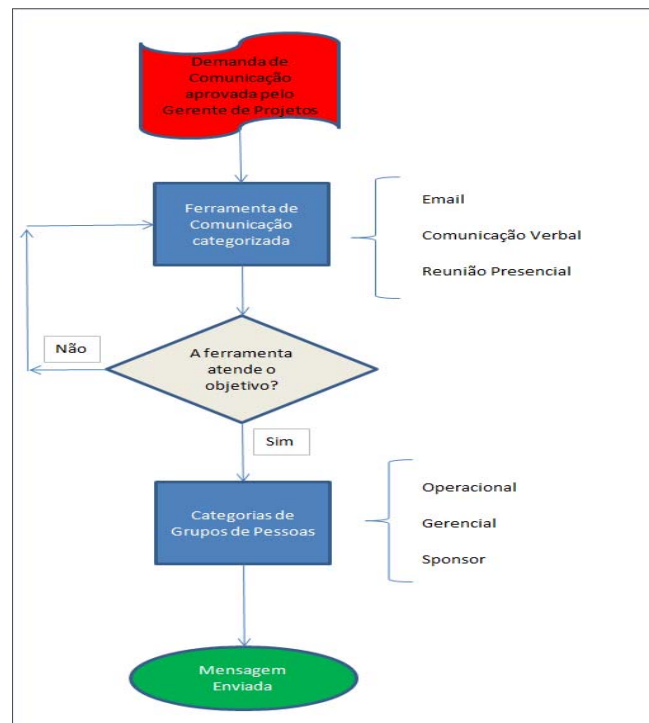 Demanda de
Comunicação
aprovada pelo
Gerente de Projetos
Ferramenta de
Comunicação
categorizada
Email
Comunicação Verbal
Reunião Presencial
Não
A ferramenta
atende o
objetivo?
Sim
Categorias de
Grupos de Pessoas
Operacional
Gerencial
Sponsor
Mensagem
Enviada